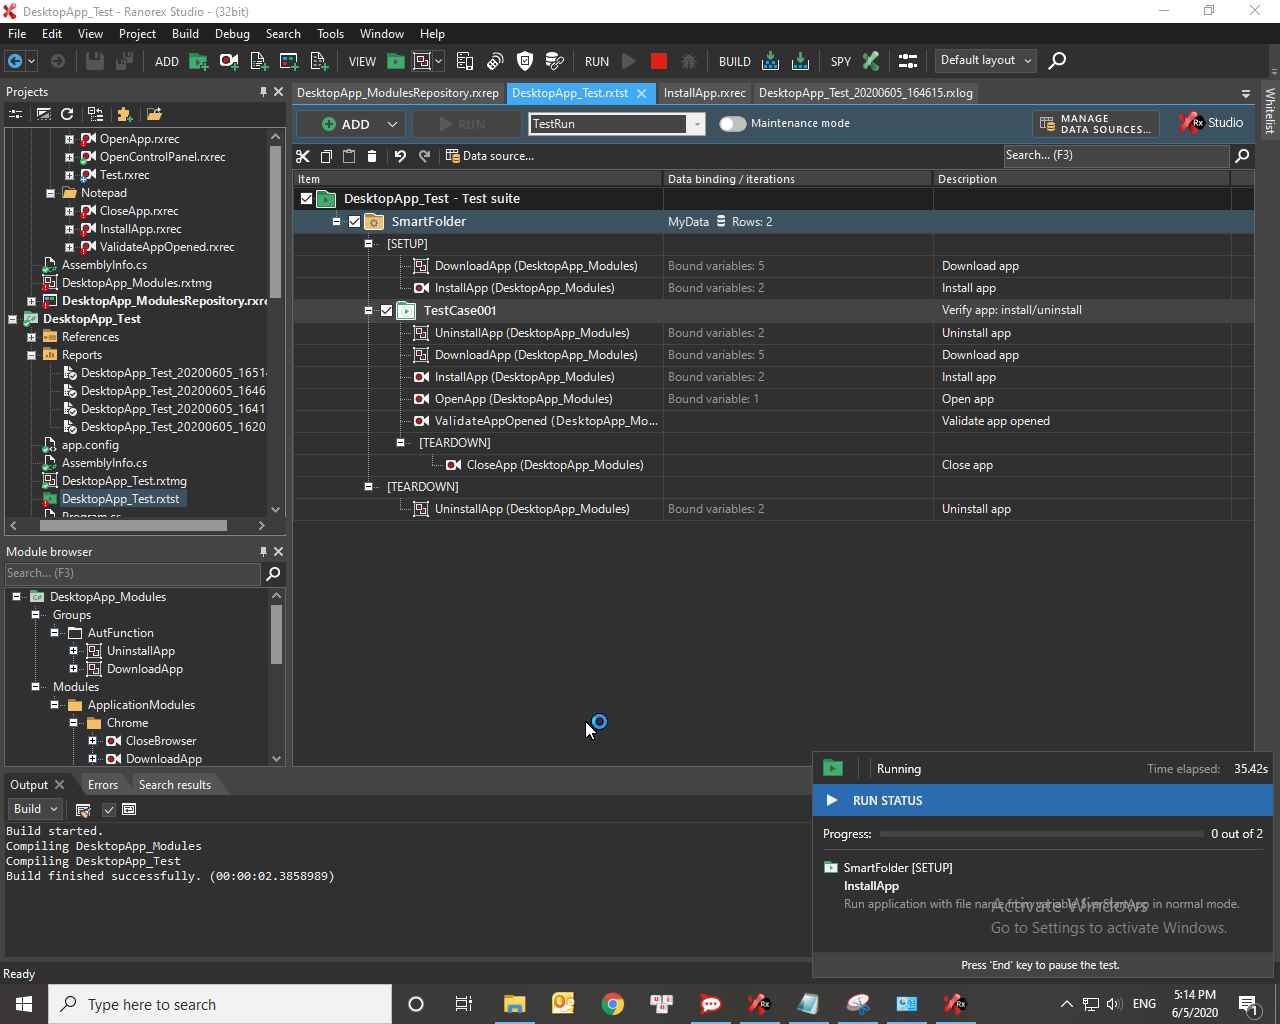 DesktopApp_Test - Ranorex Studio - (32bit)
File Edit View Project Build Debug Search Tools Window Help
ADD VIEW RUN BUILD SPY Default layout
Projects
OpenApp.rxrec
OpenControlPanel.rxrec
Test.rxrec
Notepad
CloseApp.rxrec
InstallApp.rxrec
ValidateAppOpened.rxrec
AssemblyInfo.cs
DesktopApp_Modules.rxtmg
DesktopApp_ModulesRepository.rxre
DesktopApp_Test
References
Reports
DesktopApp_Test_20200605_1651
DesktopApp_Test_20200605_1646
DesktopApp_Test_20200605_1641
DesktopApp_Test_20200605_1620
app.config
AssemblyInfo.cs
DesktopApp_Test.rxtmg
DesktopApp_Test.rxtst
Program.cs
Module browser
Search... (F3)
DesktopApp_Modules
Groups
AutFunction
UninstallApp
DownloadApp
Modules
ApplicationModules
Chrome
CloseBrowser
DownloadApp
DesktopApp_ModulesRepository.rxrep DesktopApp_Test.rxtst InstallApp.rxrec DesktopApp_Test_20200605_164615.rxlog
ADD RUN TestRun Maintenance mode MANAGE DATA SOURCES... Rx Studio
Data source... Search... (F3)
Item Data binding / iterations Description
DesktopApp_Test - Test suite
SmartFolder MyData Rows: 2
[SETUP]
DownloadApp (DesktopApp_Modules) Bound variables: 5 Download app
InstallApp (DesktopApp_Modules) Bound variables: 2 Install app
TestCase001 Verify app: install/uninstall
UninstallApp (DesktopApp_Modules) Bound variables: 2 Uninstall app
DownloadApp (DesktopApp_Modules) Bound variables: 5 Download app
InstallApp (DesktopApp_Modules) Bound variables: 2 Install app
OpenApp (DesktopApp_Modules) Bound variable: 1 Open app
ValidateAppOpened (DesktopApp_Mo... Validate app opened
[TEARDOWN]
CloseApp (DesktopApp_Modules) Close app
[TEARDOWN]
UninstallApp (DesktopApp_Modules) Bound variables: 2 Uninstall app
Whitelist
Output Errors Search results
Build
Build started.
Compiling DesktopApp_Modules
Compiling DesktopApp_Test
Build finished successfully. (00:00:02.3858989)
Running Time elapsed: 35.42s
RUN STATUS
Progress: 0 out of 2
SmartFolder [SETUP]
InstallApp
Run application with file name from variable $varStartApp in normal mode.
Activate Windows
Go to Settings to activate Windows.
Press 'End' key to pause the test.
Ready
Type here to search
ENG
5:14 PM
6/5/2020
1